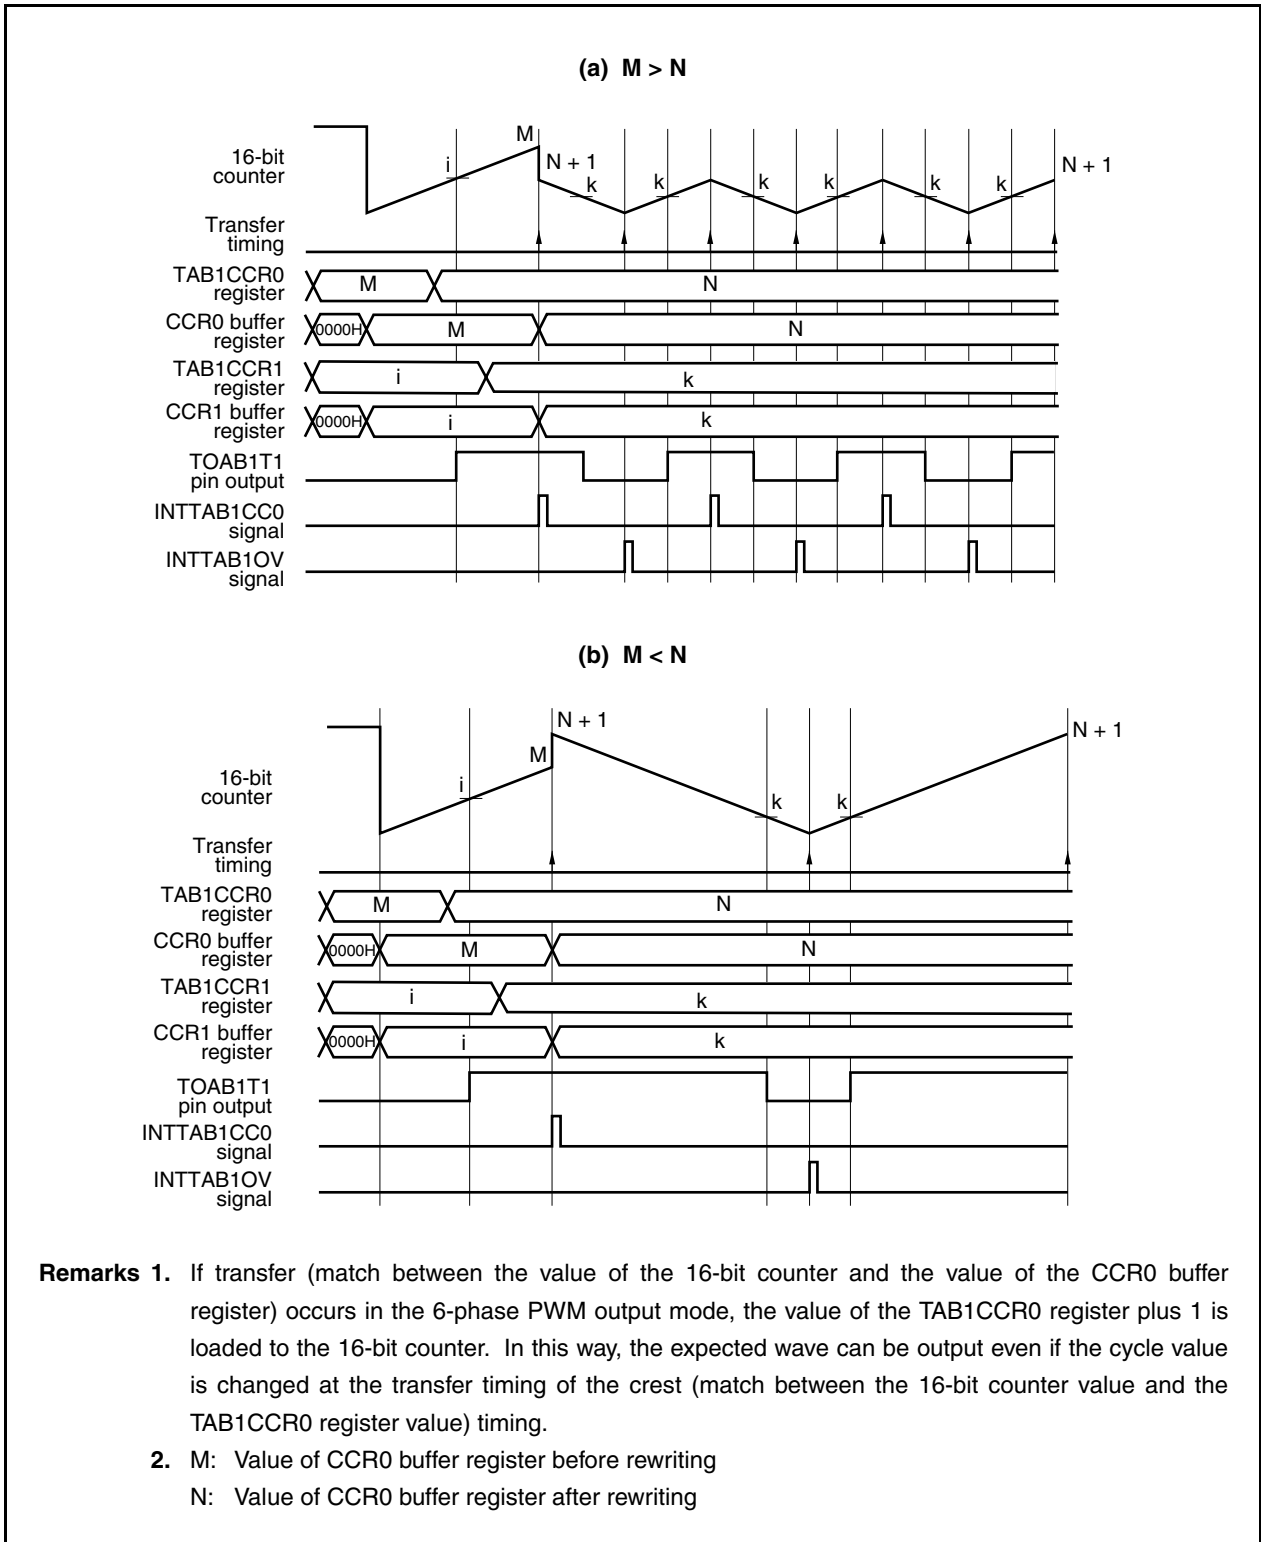 (a) M > N
M
i
N + 1
N + 1
k
k
k
k
k
k
16-bit
counter
Transfer
timing
TAB1CCR0
register
M
N
CCR0 buffer
register
0000H
M
N
TAB1CCR1
register
i
k
CCR1 buffer
register
0000H
i
k
TOAB1T1
pin output
INTTAB1CC0
signal
INTTAB1OV
signal
(b) M < N
N + 1
N + 1
M
i
k
k
16-bit
counter
Transfer
timing
TAB1CCR0
register
M
N
CCR0 buffer
register
0000H
M
N
TAB1CCR1
register
i
k
CCR1 buffer
register
0000H
i
k
TOAB1T1
pin output
INTTAB1CC0
signal
INTTAB1OV
signal
Remarks 1. If transfer (match between the value of the 16-bit counter and the value of the CCR0 buffer
register) occurs in the 6-phase PWM output mode, the value of the TAB1CCR0 register plus 1 is
loaded to the 16-bit counter. In this way, the expected wave can be output even if the cycle value
is changed at the transfer timing of the crest (match between the 16-bit counter value and the
TAB1CCR0 register value) timing.
2. M: Value of CCR0 buffer register before rewriting
N: Value of CCR0 buffer register after rewriting